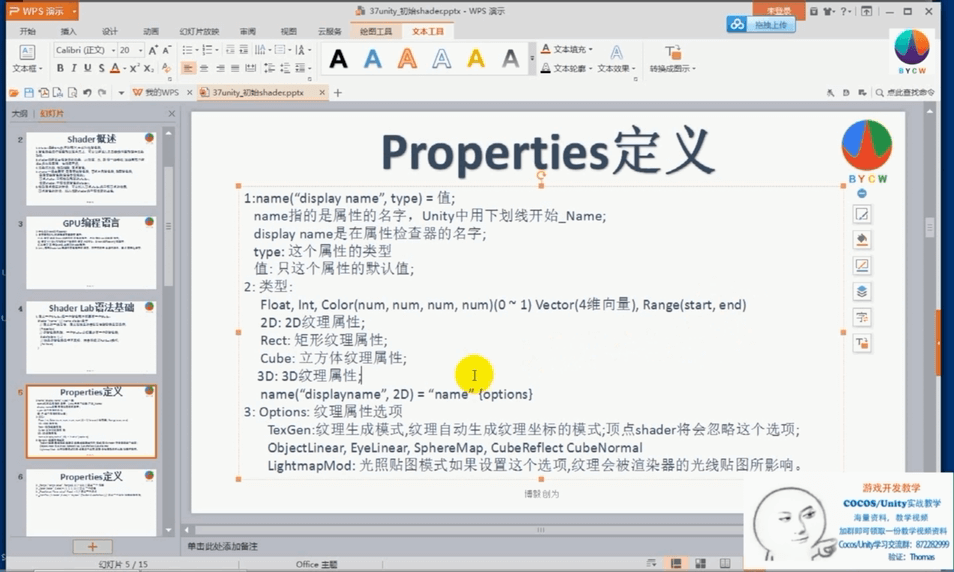 WPS 演示
37unity_初始shader.pptx - WPS 演示
未登录
拖拽上传
开始 插入 设计 动画 幻灯片放映 审阅 视图 云服务 绘图工具 文本工具
文本框
Calibri (正文) 20
B I U S A
A A A A A A
文本填充
文本轮廓
文本效果
转换成图示
BYCW
我的WPS
37unity_初始shader.pptx
点此查找命令
大纲 幻灯片
2
Shader概述
3
GPU编程语言
4
Shader Lab语法基础
5
Properties定义
6
Properties定义
Properties定义
BYCW
1:name(“display name”, type) = 值;
name指的是属性的名字，Unity中用下划线开始_Name;
display name是在属性检查器的名字;
type: 这个属性的类型
值: 只这个属性的默认值;
2: 类型:
Float, Int, Color(num, num, num, num)(0 ~ 1) Vector(4维向量), Range(start, end)
2D: 2D纹理属性;
Rect: 矩形纹理属性;
Cube: 立方体纹理属性;
3D: 3D纹理属性;
name(“displayname”, 2D) = “name” {options}
3: Options: 纹理属性选项
TexGen:纹理生成模式,纹理自动生成纹理坐标的模式;顶点shader将会忽略这个选项;
ObjectLinear, EyeLinear, SphereMap, CubeReflect CubeNormal
LightmapMod: 光照贴图模式如果设置这个选项,纹理会被渲染器的光线贴图所影响。
博毅创为
单击此处添加备注
幻灯片 5 / 15
Office 主题
游戏开发教学
COCOS/Unity实战教学
海量资料，教学视频
加群即可领取一份教学视频资料
Cocos/Unity学习交流群：872282999
验证：Thomas